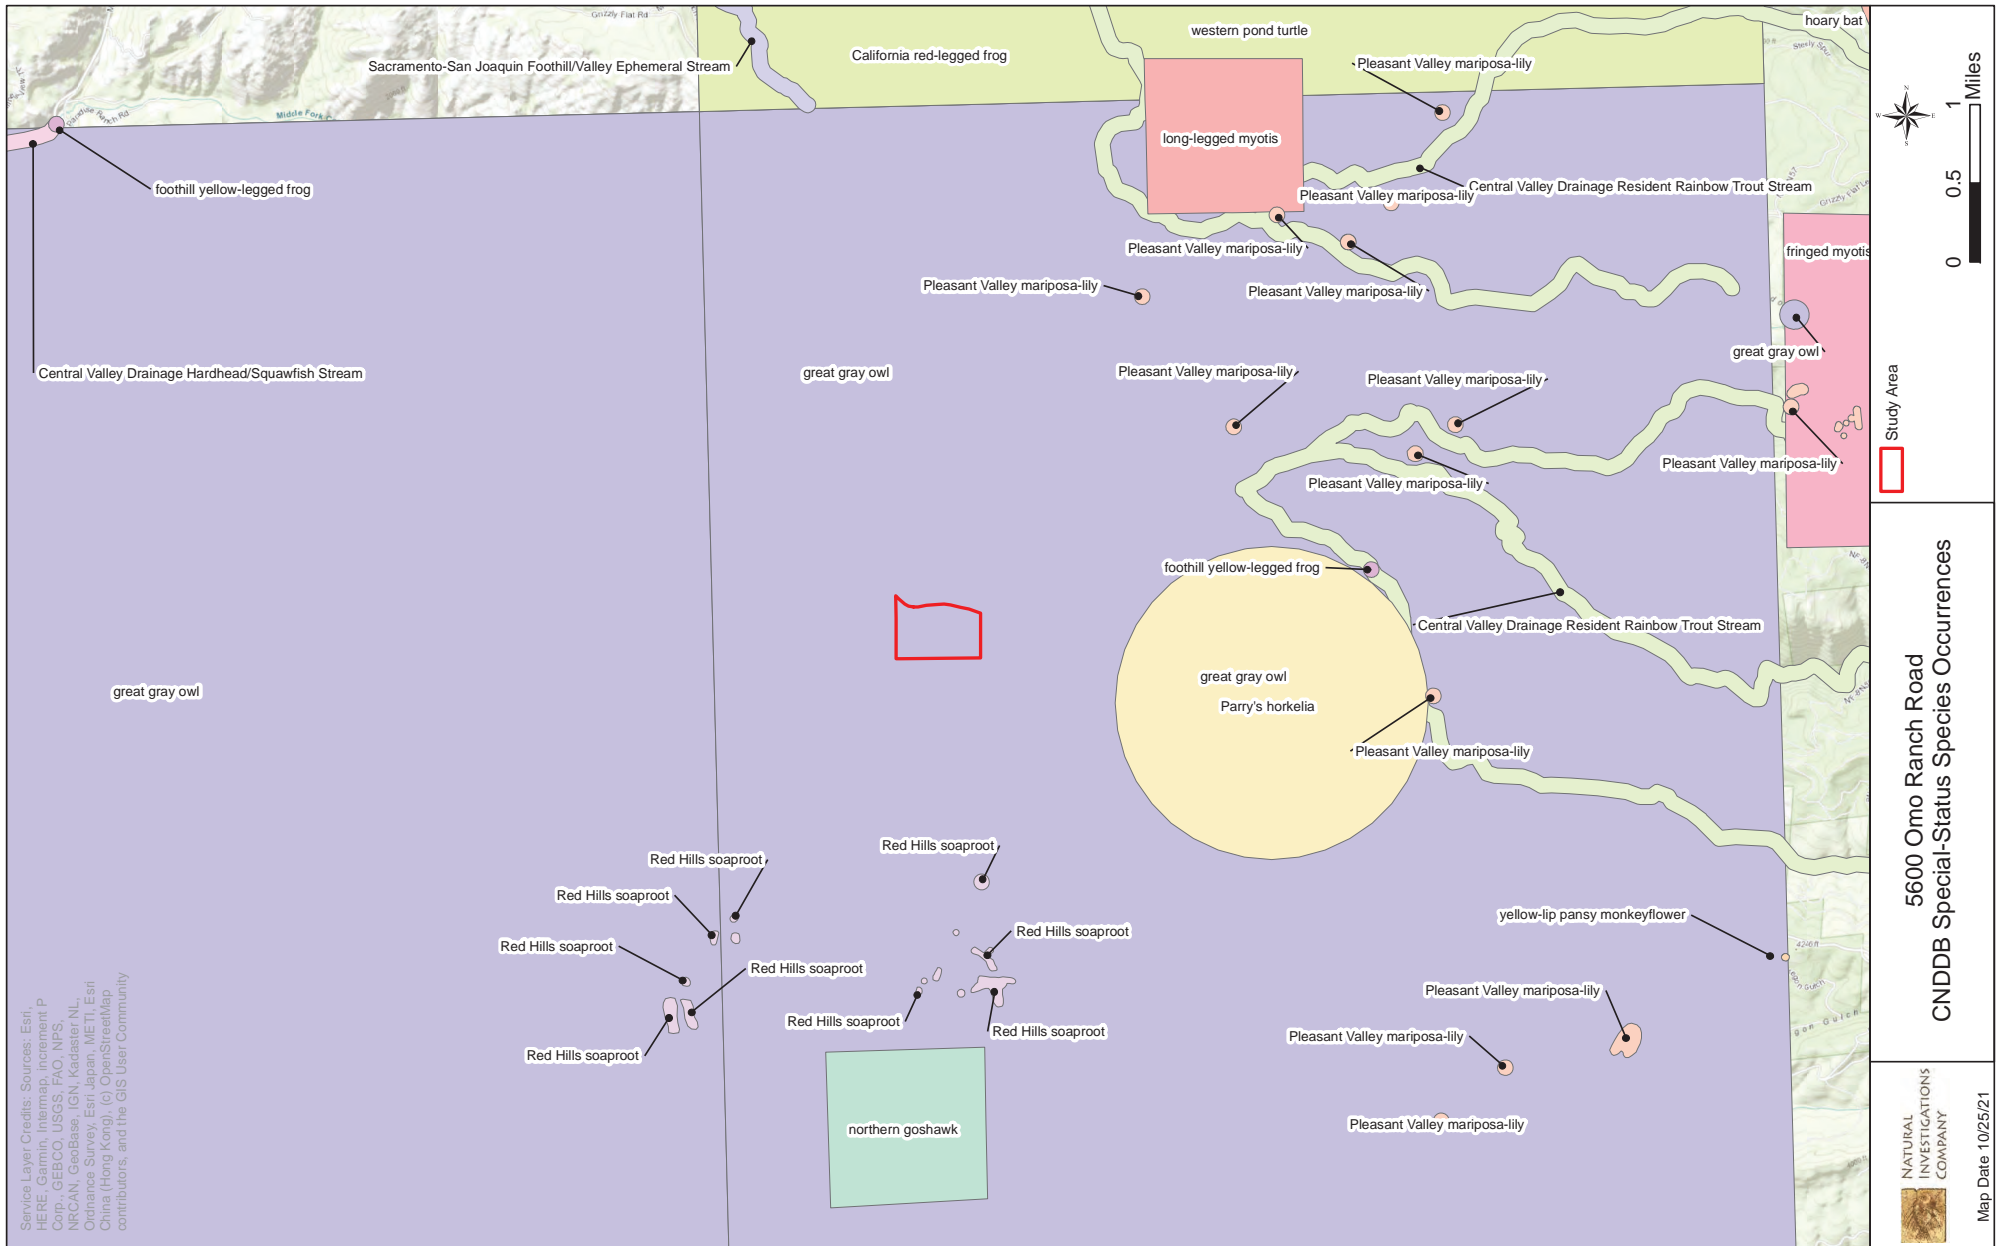 Grizzly Flat Rd
hoary bat
western pond turtle
Steely Spur
California red-legged frog
Sacramento-San Joaquin Foothill/Valley Ephemeral Stream
Pleasant Valley mariposa-lily
Paradise Ranch Rd
Middle Fork
long-legged myotis
foothill yellow-legged frog
Central Valley Drainage Resident Rainbow Trout Stream
Pleasant Valley mariposa-lily
Pleasant Valley mariposa-lily
fringed myotis
Pleasant Valley mariposa-lily
Pleasant Valley mariposa-lily
great gray owl
Central Valley Drainage Hardhead/Squawfish Stream
great gray owl
Pleasant Valley mariposa-lily
Pleasant Valley mariposa-lily
Pleasant Valley mariposa-lily
Pleasant Valley mariposa-lily
foothill yellow-legged frog
Central Valley Drainage Resident Rainbow Trout Stream
great gray owl
great gray owl
Parry's horkelia
Pleasant Valley mariposa-lily
Red Hills soaproot
Red Hills soaproot
Red Hills soaproot
yellow-lip pansy monkeyflower
Red Hills soaproot
Red Hills soaproot
4246 ft
Red Hills soaproot
Pleasant Valley mariposa-lily
Red Hills soaproot
Red Hills soaproot
Pleasant Valley mariposa-lily
Red Hills soaproot
Pleasant Valley mariposa-lily
northern goshawk
Service Layer Credits: Sources: Esri,
HERE, Garmin, Intermap, increment P
Corp., GEBCO, USGS, FAO, NPS,
NRCAN, GeoBase, IGN, Kadaster NL,
Ordnance Survey, Esri Japan, METI, Esri
China (Hong Kong), (c) OpenStreetMap
contributors, and the GIS User Community
N
W E
S
0 0.5 1
Miles
Study Area
5600 Omo Ranch Road
CNDDB Special-Status Species Occurrences
NATURAL
INVESTIGATIONS
COMPANY
Map Date 10/25/21